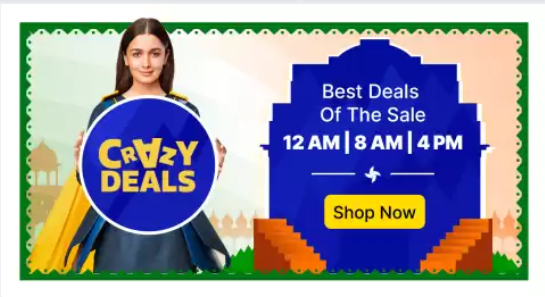 CRAZY
DEALS
Best Deals
Of The Sale
12 AM | 8 AM | 4 PM
Shop Now